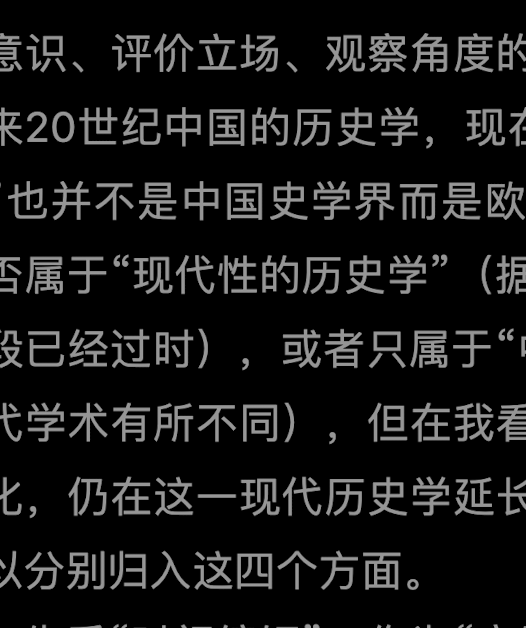 意识、评价立场、观察角度的
来20世纪中国的历史学，现在
也并不是中国史学界而是欧
否属于“现代性的历史学”（据
段已经过时），或者只属于“
代学术有所不同），但在我看
化，仍在这一现代历史学延长
以分别归入这四个方面。